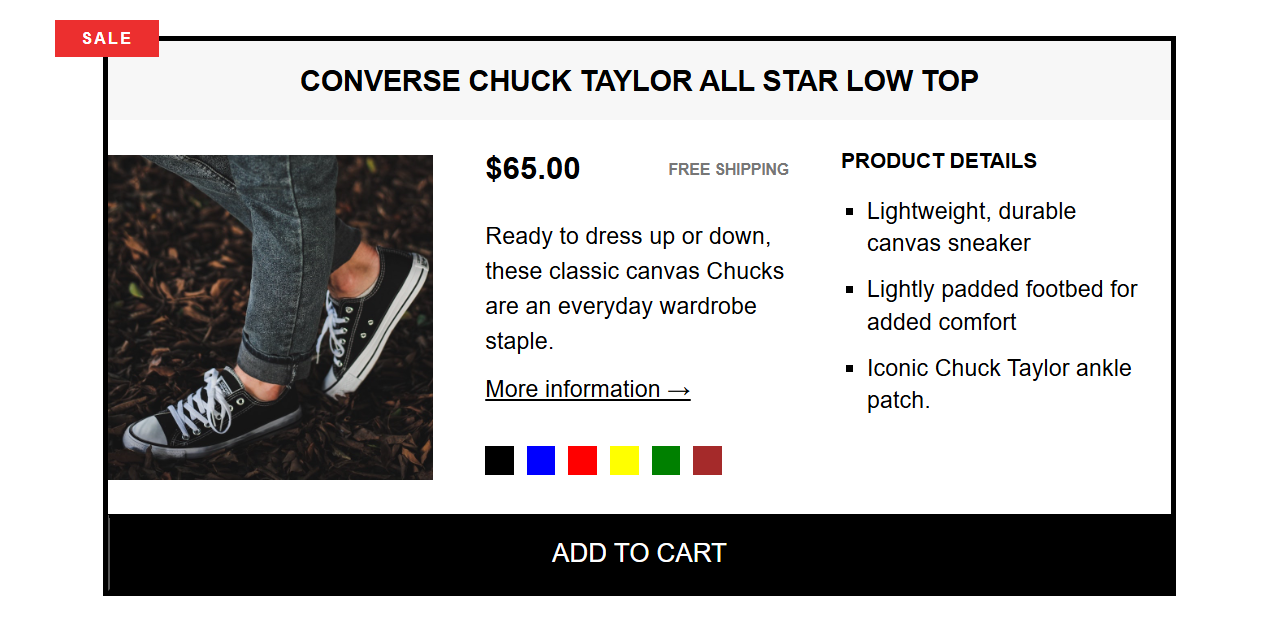 SALE
CONVERSE CHUCK TAYLOR ALL STAR LOW TOP
$65.00
FREE SHIPPING
Ready to dress up or down,
these classic canvas Chucks
are an everyday wardrobe
staple.
More information →
PRODUCT DETAILS
▪ Lightweight, durable
canvas sneaker
▪ Lightly padded footbed for
added comfort
▪ Iconic Chuck Taylor ankle
patch.
ADD TO CART